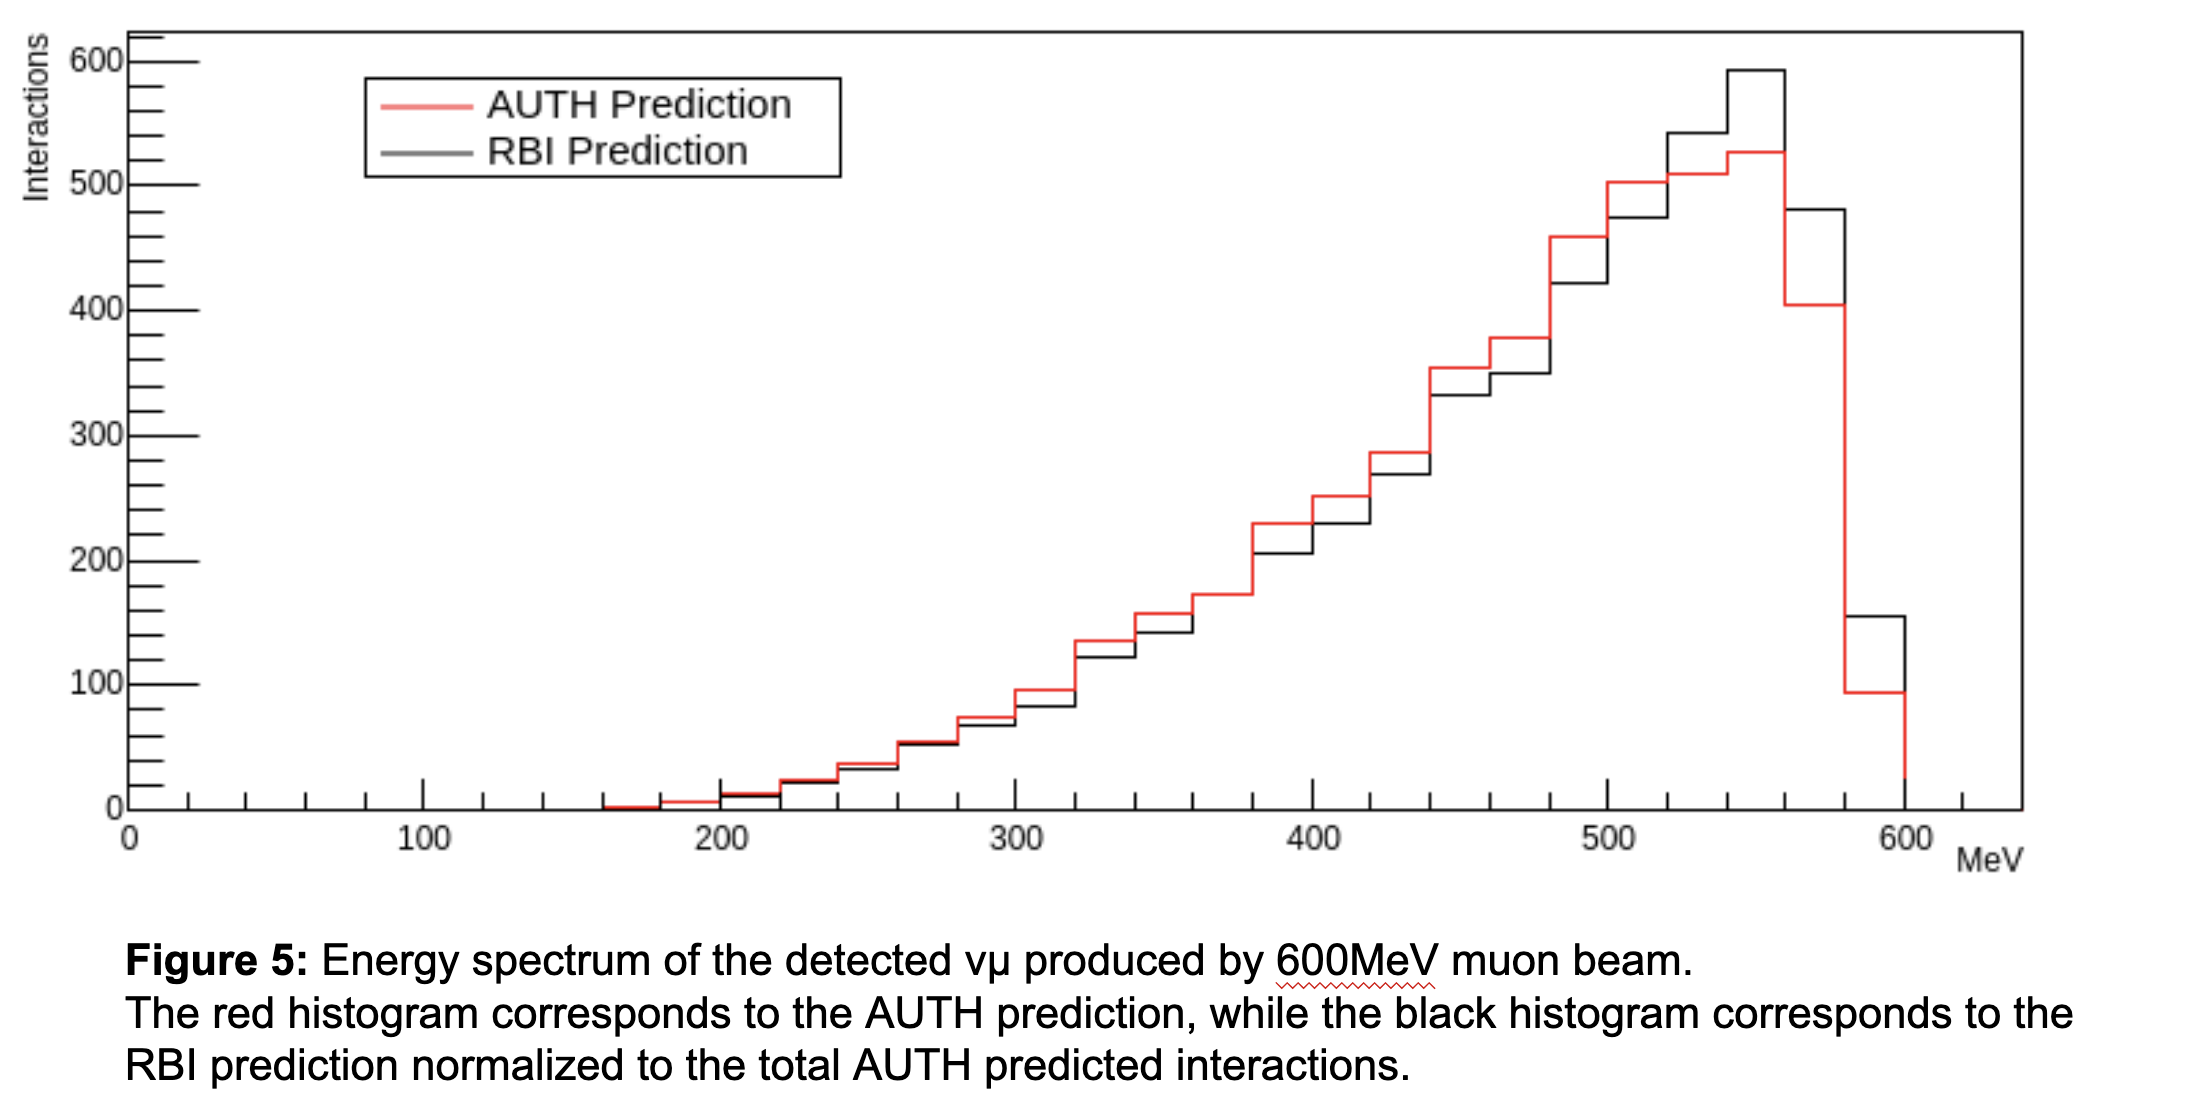 Interactions
600
500
400
300
200
100
0
AUTH Prediction
RBI Prediction
0 100 200 300 400 500 600
MeV
Figure 5: Energy spectrum of the detected vμ produced by 600MeV muon beam.
The red histogram corresponds to the AUTH prediction, while the black histogram corresponds to the
RBI prediction normalized to the total AUTH predicted interactions.